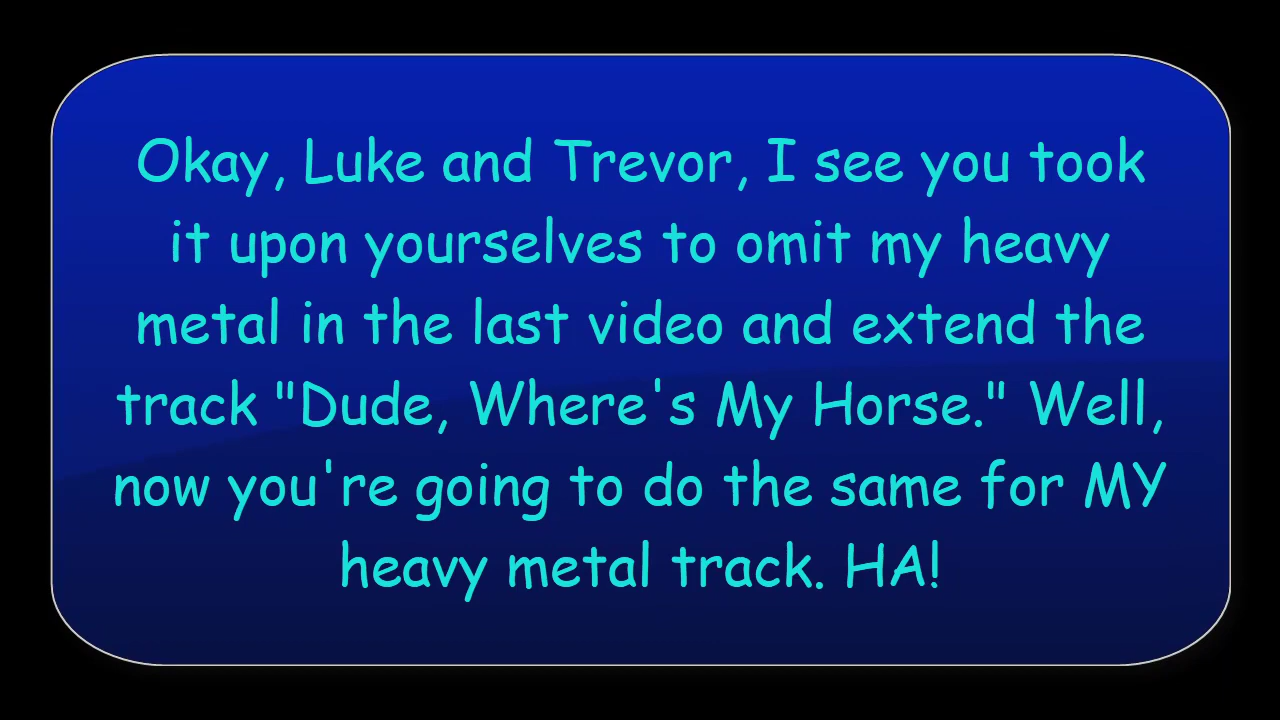 Okay, Luke and Trevor, I see you took
it upon yourselves to omit my heavy
metal in the last video and extend the
track "Dude, Where's My Horse." Well,
now you're going to do the same for MY
heavy metal track. HA!